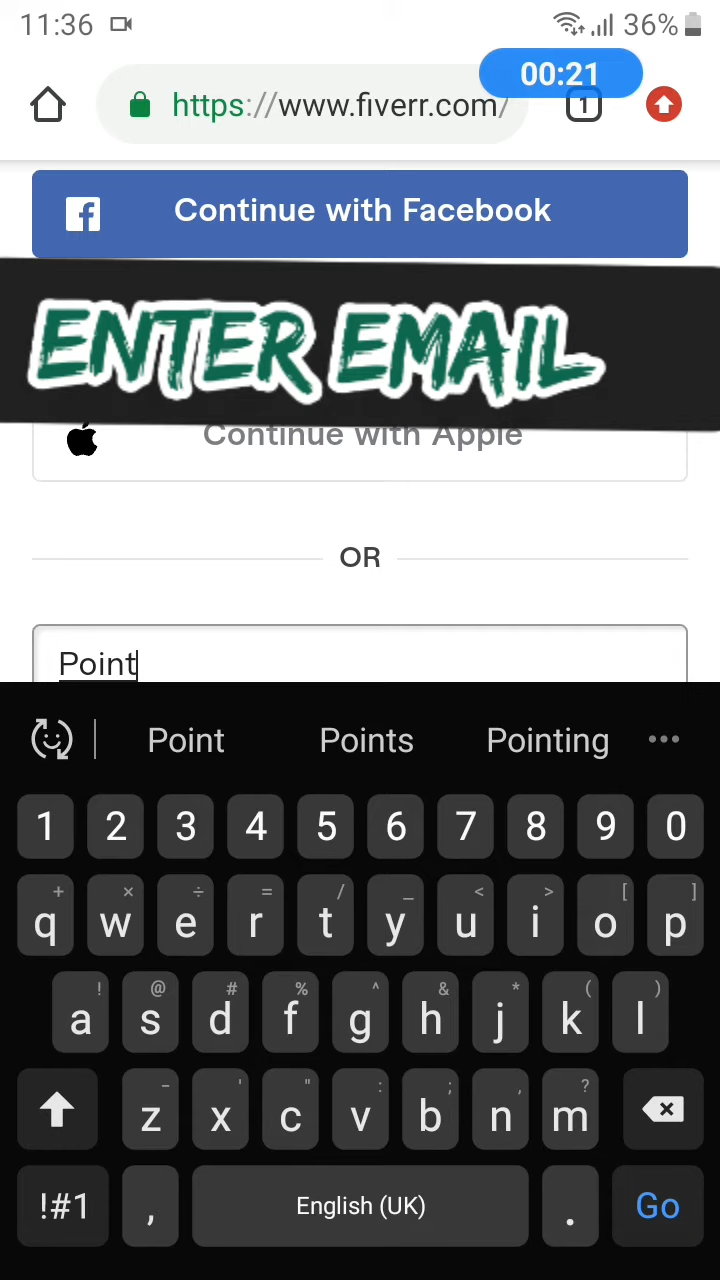 11:36 36%
00:21
https://www.fiverr.com/ 1
Continue with Facebook
ENTER EMAIL
Continue with Apple
OR
Point
Point Points Pointing •••
1 2 3 4 5 6 7 8 9 0
+ × ÷ = / _ < > [ ]
q w e r t y u i o p
! @ # % ^ & * ( )
a s d f g h j k l
- ' " : ; , ?
z x c v b n m
!#1 , English (UK) . Go